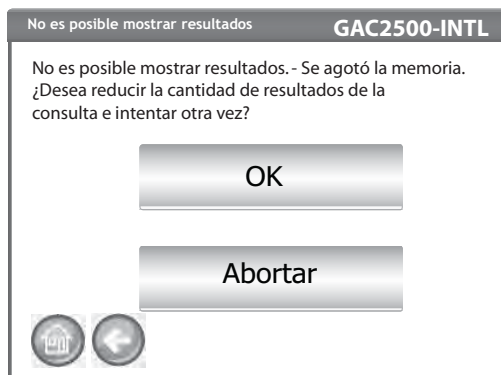 No es posible mostrar resultados GAC2500-INTL
No es posible mostrar resultados. - Se agotó la memoria.
¿Desea reducir la cantidad de resultados de la
consulta e intentar otra vez?
OK
Abortar